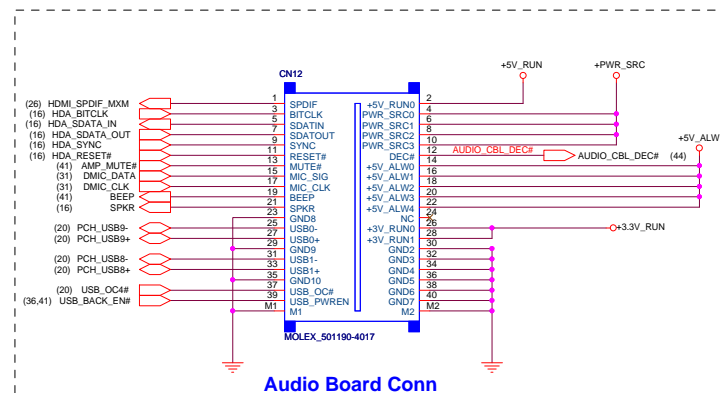 +5V_RUN +PWR_SRC
CN12
(26) HDMI_SPDIF_MXM 1 SPDIF +5V_RUN0 2
(16) HDA_BITCLK 3 BITCLK PWR_SRC0 4
(16) HDA_SDATA_IN 5 SDATIN PWR_SRC1 6
(16) HDA_SDATA_OUT 7 SDATOUT PWR_SRC2 8
(16) HDA_SYNC 9 SYNC PWR_SRC3 10
(16) HDA_RESET# 11 RESET# DEC# 12 AUDIO_CBL_DEC# AUDIO_CBL_DEC# (44)
+5V_ALW
(41) AMP_MUTE# 13 MUTE# +5V_ALW0 14
(31) DMIC_DATA 15 MIC_SIG +5V_ALW1 16
(31) DMIC_CLK 17 MIC_CLK +5V_ALW2 18
(41) BEEP 19 BEEP +5V_ALW3 20
(16) SPKR 21 SPKR +5V_ALW4 22
23 GND8 NC 24
(20) PCH_USB9- 25 USB0- +3V_RUN0 26 +3.3V_RUN
(20) PCH_USB9+ 27 USB0+ +3V_RUN1 28
29 GND9 GND2 30
(20) PCH_USB8- 31 USB1- GND3 32
(20) PCH_USB8+ 33 USB1+ GND4 34
35 GND10 GND5 36
(20) USB_OC4# 37 USB_OC# GND6 38
(36,41) USB_BACK_EN# 39 USB_PWREN GND7 40
M1 M1 M2 M2
MOLEX_501190-4017
Audio Board Conn